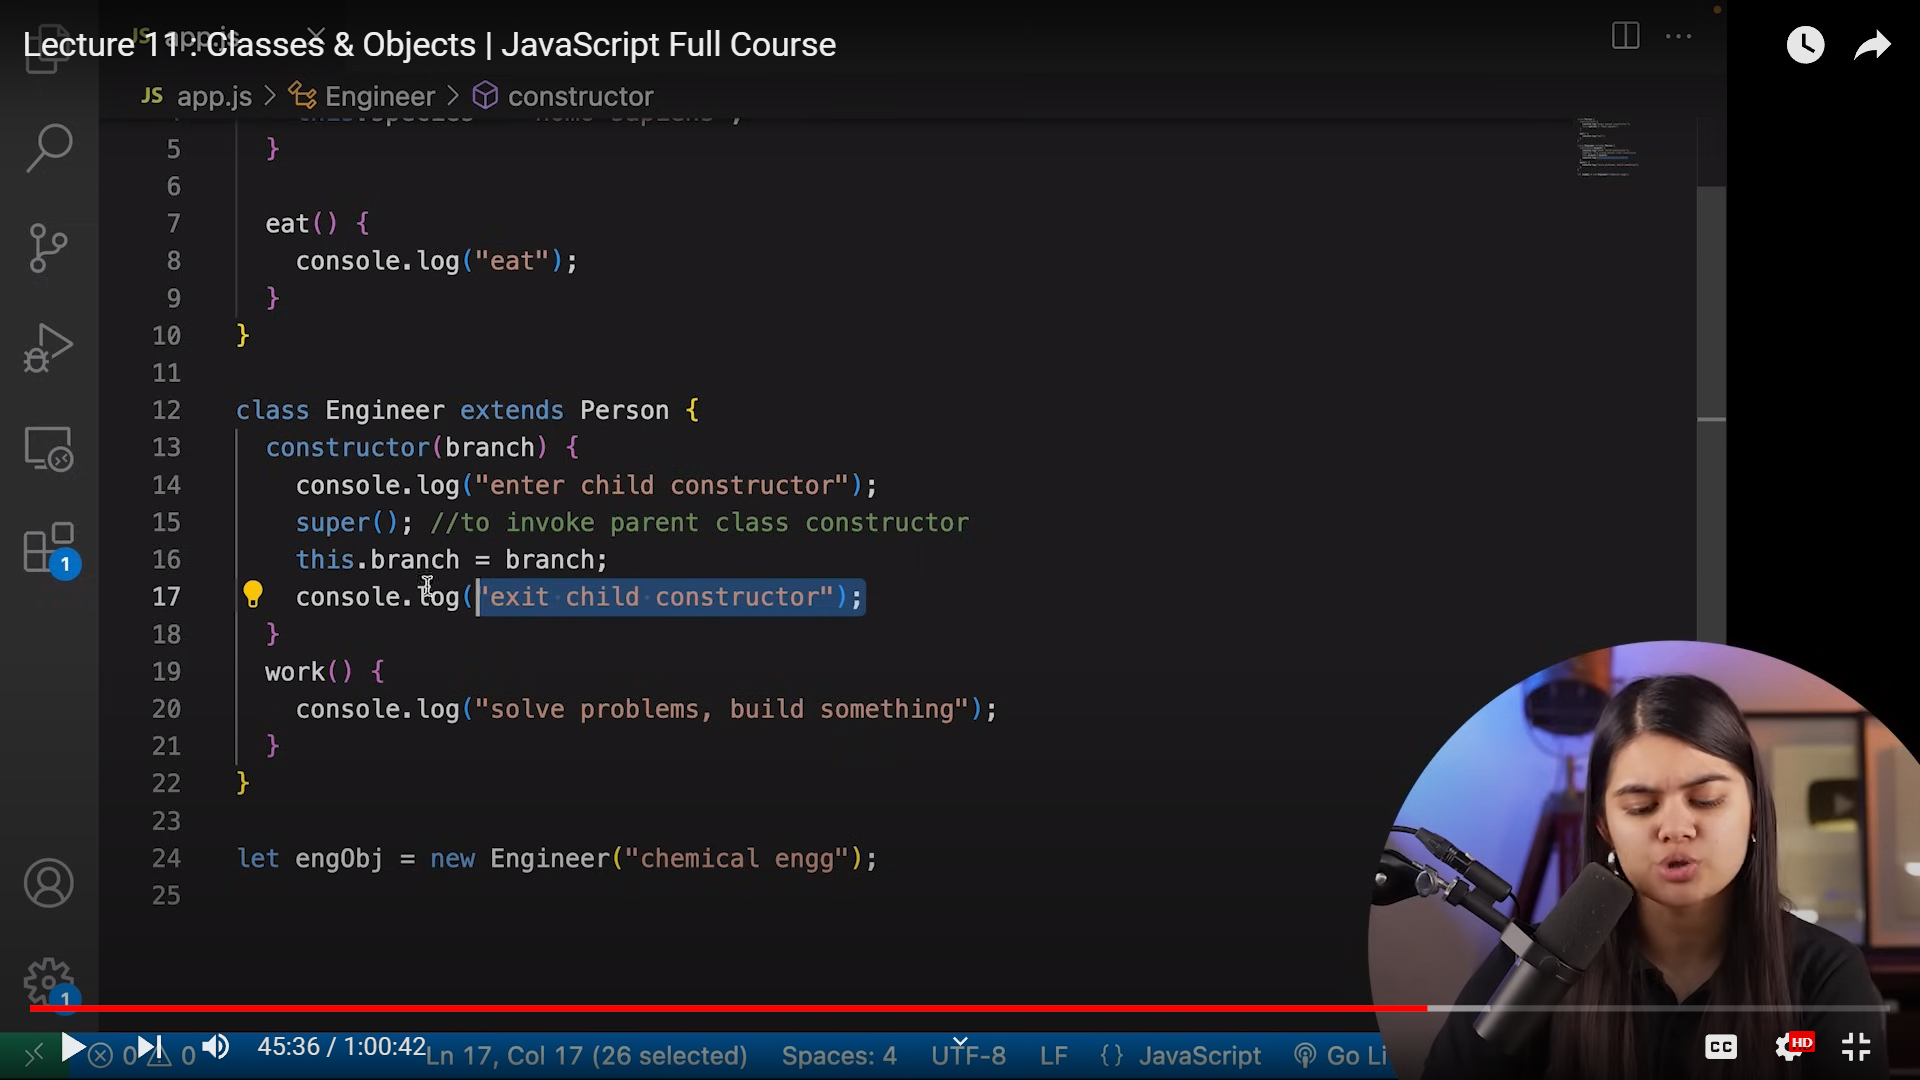 Lecture 11 : Classes & Objects | JavaScript Full Course
JS app.js
JS app.js > Engineer > constructor
5 }
6
7 eat() {
8 console.log("eat");
9 }
10 }
11
12 class Engineer extends Person {
13 constructor(branch) {
14 console.log("enter child constructor");
15 super(); //to invoke parent class constructor
16 this.branch = branch;
17 console.log("exit child constructor");
18 }
19 work() {
20 console.log("solve problems, build something");
21 }
22 }
23
24 let engObj = new Engineer("chemical engg");
25
1
1
45:36 / 1:00:42
0 0 Ln 17, Col 17 (26 selected) Spaces: 4 UTF-8 LF {} JavaScript Go Li
CC HD